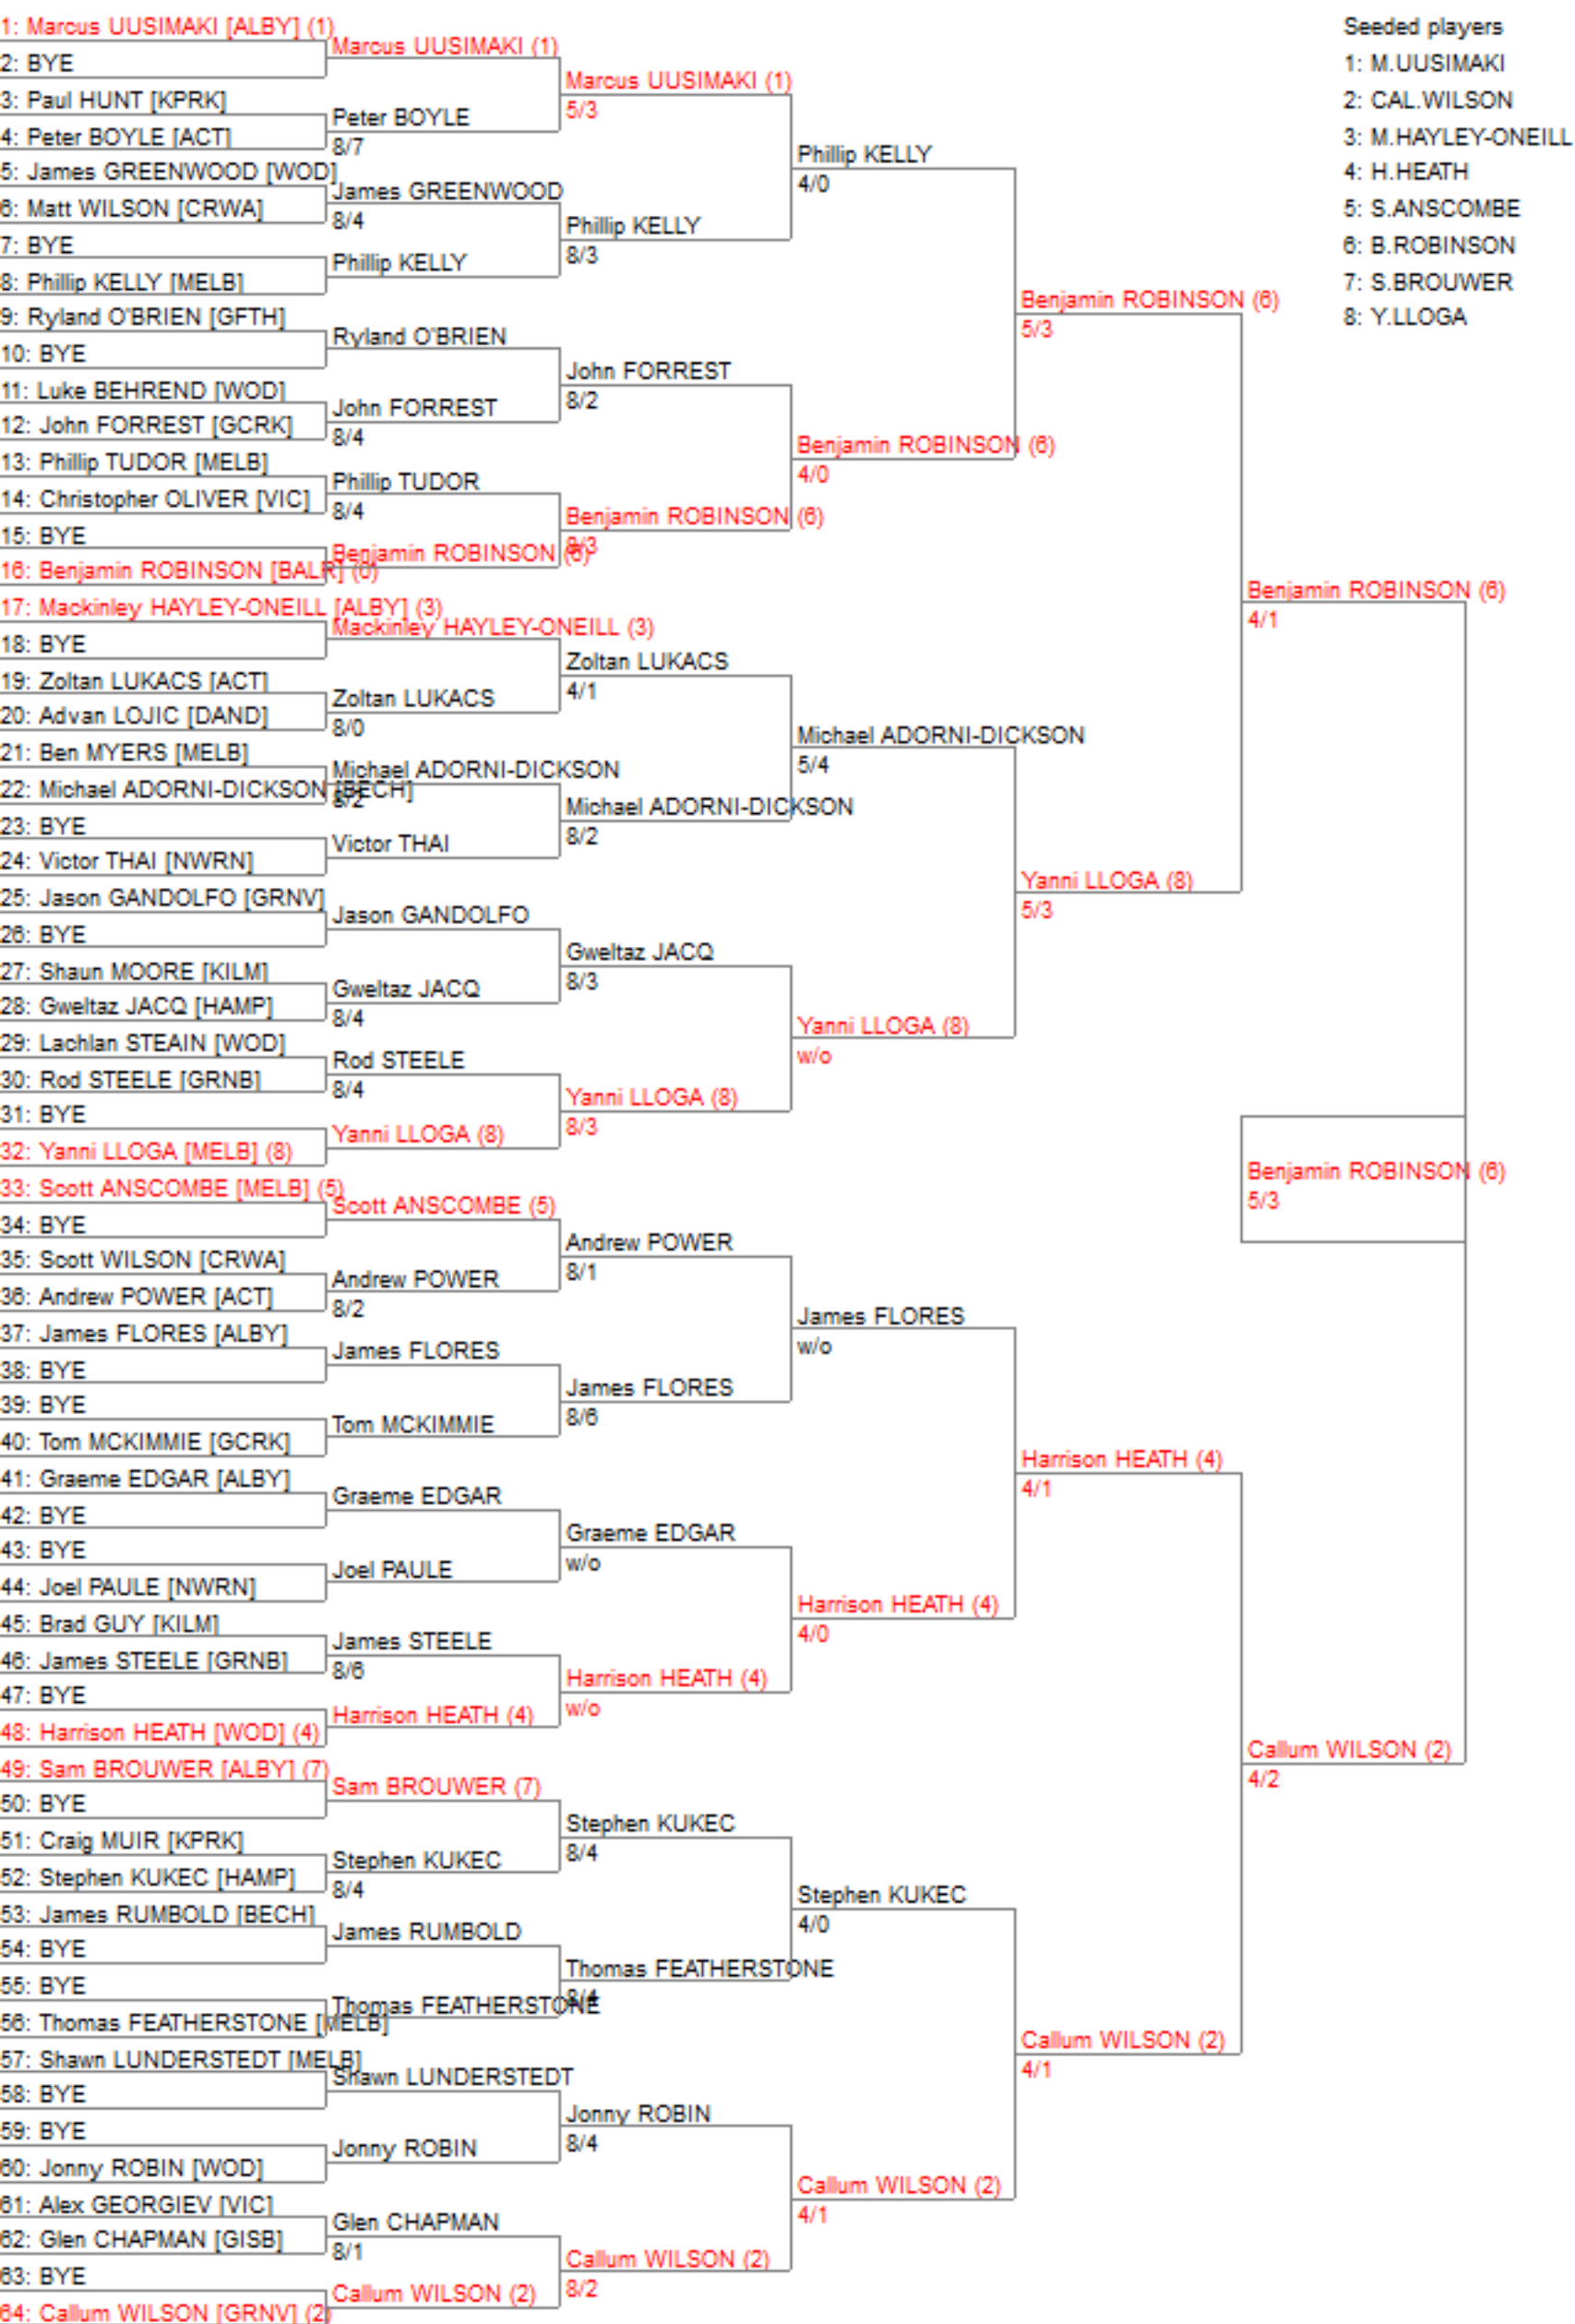 1: Marcus UUSIMAKI [ALBY] (1)
2: BYE
3: Paul HUNT [KPRK]
4: Peter BOYLE [ACT]
5: James GREENWOOD [WOD]
6: Matt WILSON [CRWA]
7: BYE
8: Phillip KELLY [MELB]
9: Ryland O'BRIEN [GFTH]
10: BYE
11: Luke BEHREND [WOD]
12: John FORREST [GCRK]
13: Phillip TUDOR [MELB]
14: Christopher OLIVER [VIC]
15: BYE
16: Benjamin ROBINSON [BALR] (6)
17: Mackinley HAYLEY-ONEILL [ALBY] (3)
18: BYE
19: Zoltan LUKACS [ACT]
20: Advan LOJIC [DAND]
21: Ben MYERS [MELB]
22: Michael ADORNI-DICKSON [BECH]
23: BYE
24: Victor THAI [NWRN]
25: Jason GANDOLFO [GRNV]
26: BYE
27: Shaun MOORE [KILM]
28: Gweltaz JACQ [HAMP]
29: Lachlan STEAIN [WOD]
30: Rod STEELE [GRNB]
31: BYE
32: Yanni LLOGA [MELB] (8)
33: Scott ANSCOMBE [MELB] (5)
34: BYE
35: Scott WILSON [CRWA]
36: Andrew POWER [ACT]
37: James FLORES [ALBY]
38: BYE
39: BYE
40: Tom MCKIMMIE [GCRK]
41: Graeme EDGAR [ALBY]
42: BYE
43: BYE
44: Joel PAULE [NWRN]
45: Brad GUY [KILM]
46: James STEELE [GRNB]
47: BYE
48: Harrison HEATH [WOD] (4)
49: Sam BROUWER [ALBY] (7)
50: BYE
51: Craig MUIR [KPRK]
52: Stephen KUKEC [HAMP]
53: James RUMBOLD [BECH]
54: BYE
55: BYE
56: Thomas FEATHERSTONE [MELB]
57: Shawn LUNDERSTEDT [MELB]
58: BYE
59: BYE
60: Jonny ROBIN [WOD]
61: Alex GEORGIEV [VIC]
62: Glen CHAPMAN [GISB]
63: BYE
64: Callum WILSON [GRNV] (2)
Marcus UUSIMAKI (1)
Peter BOYLE
8/7
James GREENWOOD
8/4
Phillip KELLY
Ryland O'BRIEN
John FORREST
8/4
Phillip TUDOR
8/4
Benjamin ROBINSON (6)
Mackinley HAYLEY-ONEILL (3)
Zoltan LUKACS
8/0
Michael ADORNI-DICKSON
8/2
Victor THAI
Jason GANDOLFO
Gweltaz JACQ
8/4
Rod STEELE
8/4
Yanni LLOGA (8)
Scott ANSCOMBE (5)
Andrew POWER
8/2
James FLORES
Tom MCKIMMIE
Graeme EDGAR
Joel PAULE
James STEELE
8/6
Harrison HEATH (4)
Sam BROUWER (7)
Stephen KUKEC
8/4
James RUMBOLD
Thomas FEATHERSTONE
Shawn LUNDERSTEDT
Jonny ROBIN
Glen CHAPMAN
8/1
Callum WILSON (2)
Marcus UUSIMAKI (1)
5/3
Phillip KELLY
8/3
John FORREST
8/2
Benjamin ROBINSON (6)
8/3
Zoltan LUKACS
4/1
Michael ADORNI-DICKSON
8/2
Gweltaz JACQ
8/3
Yanni LLOGA (8)
8/3
Andrew POWER
8/1
James FLORES
8/6
Graeme EDGAR
w/o
Harrison HEATH (4)
w/o
Stephen KUKEC
8/4
Thomas FEATHERSTONE
8/4
Jonny ROBIN
8/4
Callum WILSON (2)
8/2
Phillip KELLY
4/0
Benjamin ROBINSON (6)
4/0
Michael ADORNI-DICKSON
5/4
Yanni LLOGA (8)
w/o
James FLORES
w/o
Harrison HEATH (4)
4/0
Stephen KUKEC
4/0
Callum WILSON (2)
4/1
Benjamin ROBINSON (6)
5/3
Yanni LLOGA (8)
5/3
Harrison HEATH (4)
4/1
Callum WILSON (2)
4/1
Benjamin ROBINSON (6)
4/1
Benjamin ROBINSON (6)
5/3
Callum WILSON (2)
4/2
Seeded players
1: M.UUSIMAKI
2: CAL.WILSON
3: M.HAYLEY-ONEILL
4: H.HEATH
5: S.ANSCOMBE
6: B.ROBINSON
7: S.BROUWER
8: Y.LLOGA